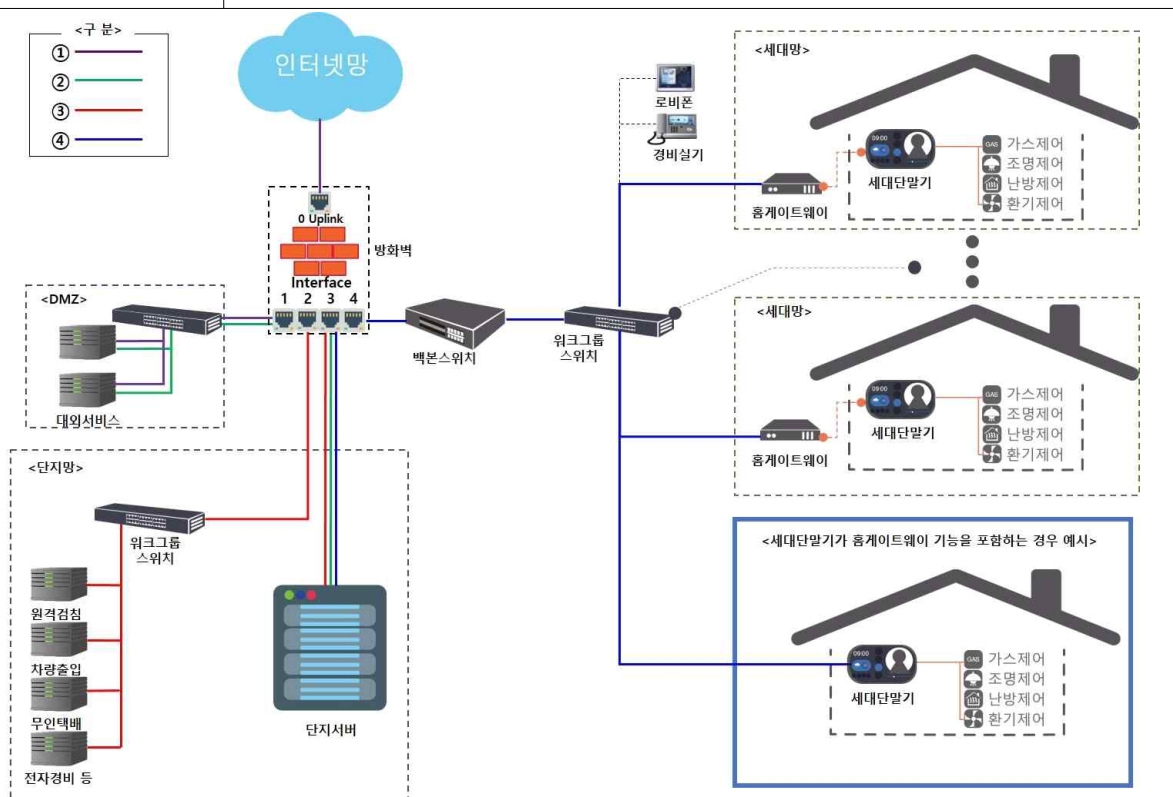 <구 분>
①
②
③
④
인터넷망
0 Uplink
방화벽
Interface
1 2 3 4
<DMZ>
대외서비스
백본스위치
워크그룹
스위치
로비폰
경비실기
<세대망>
홈게이트웨이
09:00
세대단말기
GAS 가스제어
조명제어
난방제어
환기제어
<세대망>
홈게이트웨이
09:00
세대단말기
GAS 가스제어
조명제어
난방제어
환기제어
<세대단말기가 홈게이트웨이 기능을 포함하는 경우 예시>
09:00
세대단말기
GAS 가스제어
조명제어
난방제어
환기제어
<단지망>
워크그룹
스위치
원격검침
차량출입
무인택배
전자경비 등
단지서버